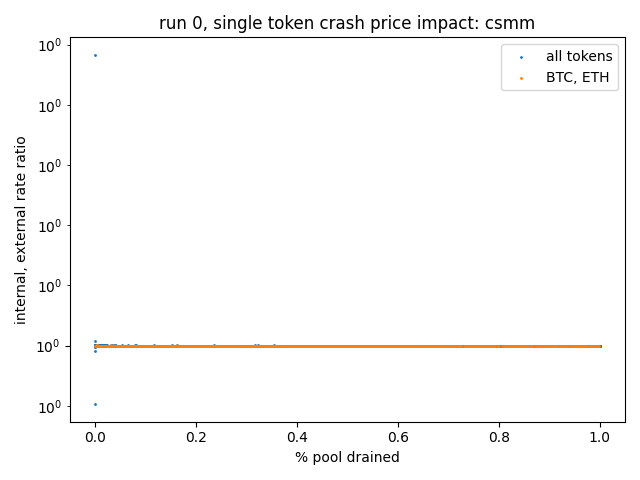 run 0, single token crash price impact: csmm
all tokens
BTC, ETH
internal, external rate ratio
10⁰
10⁰
10⁰
10⁰
10⁰
10⁰
10⁰
0.0 0.2 0.4 0.6 0.8 1.0
% pool drained